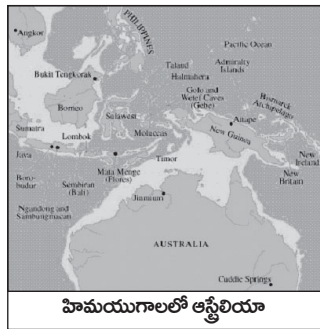 PHILIPPINES
Angkor
Pacific Ocean
Talaud
Admiralty
Islands
Bukit Tengkorak
Halmahera
Golo and
Wetef Caves
(Gebe)
Bismarck
Archipelago
Borneo
Sulawesi
Aitape
Sumatra
Moluccas
New Guinea
Lombok
Java
Timor
New
Ireland
Boro-
budur
Mata Menge
(Flores)
New
Britain
Sembiran
(Bali)
Ngandong and
Sambungmacan
Jinmium
AUSTRALIA
Cuddie Springs
హిమయుగాలలో ఆస్ట్రేలియా